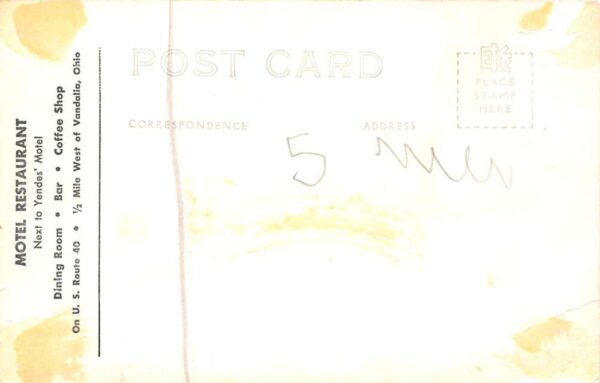 MOTEL RESTAURANT
Next to Yendes' Motel
Dining Room • Bar • Coffee Shop
On U. S. Route 40 • ½ Mile West of Vandalia, Ohio
POST CARD
CORRESPONDENCE
ADDRESS
EKC
PLACE
STAMP
HERE
5